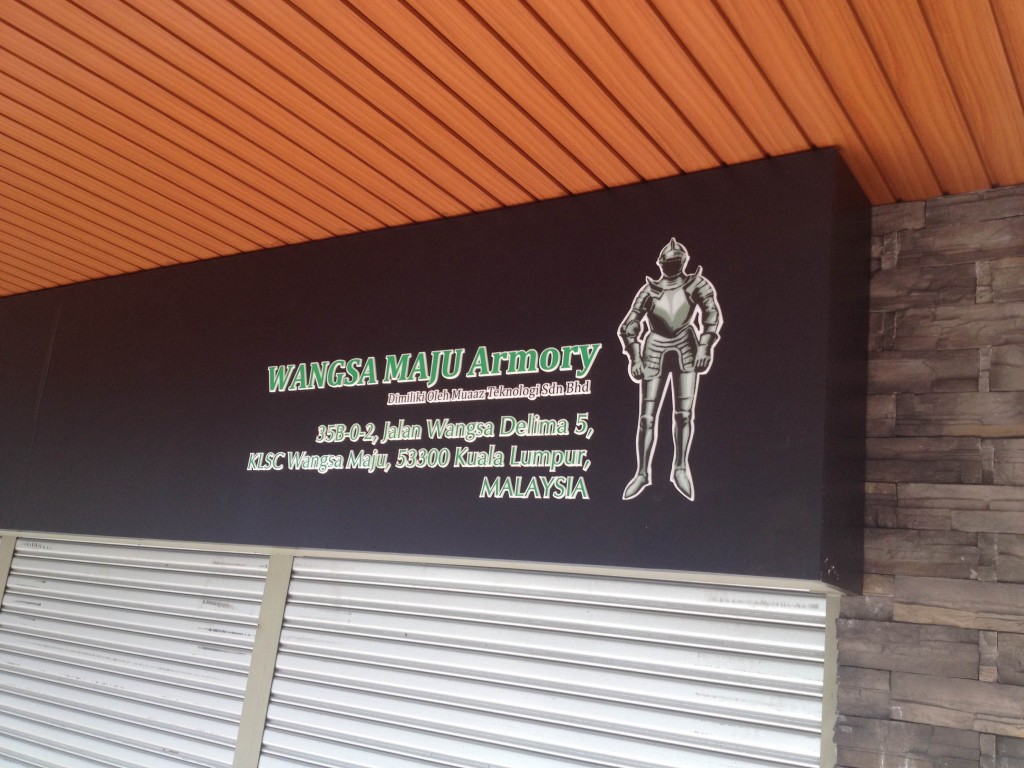 WANGSA MAJU Armory
Dimiliki Oleh Muaaz Teknologi Sdn Bhd
35B-0-2, Jalan Wangsa Delima 5,
KLSC Wangsa Maju, 53300 Kuala Lumpur,
MALAYSIA